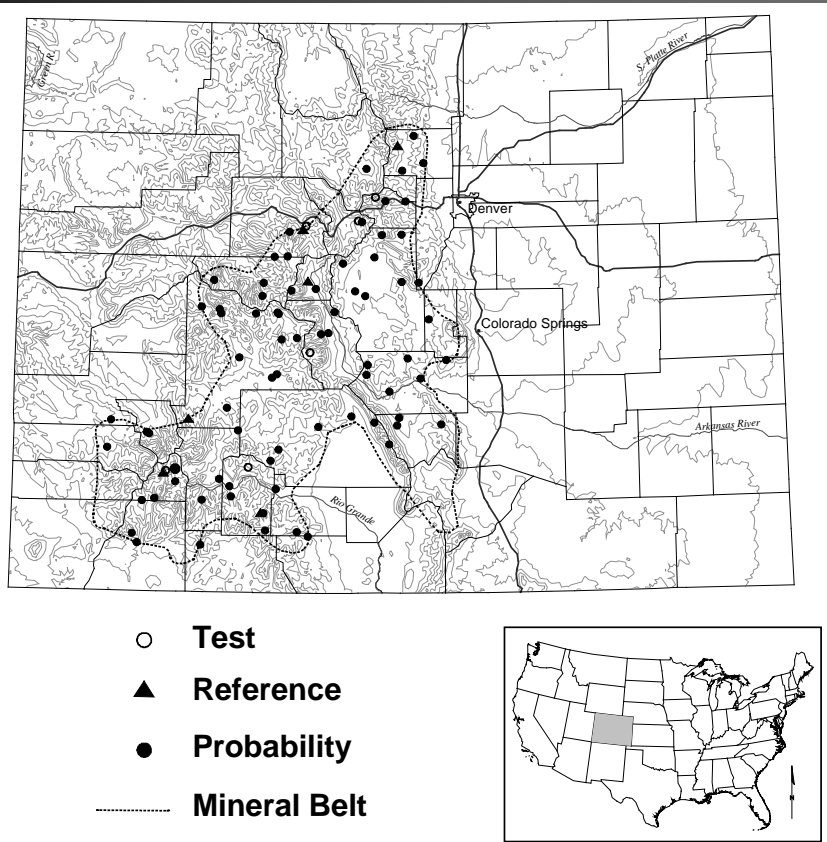 Green R.
S. Platte River
Denver
Colorado Springs
Arkansas River
Rio Grande
Test
Reference
Probability
Mineral Belt
N